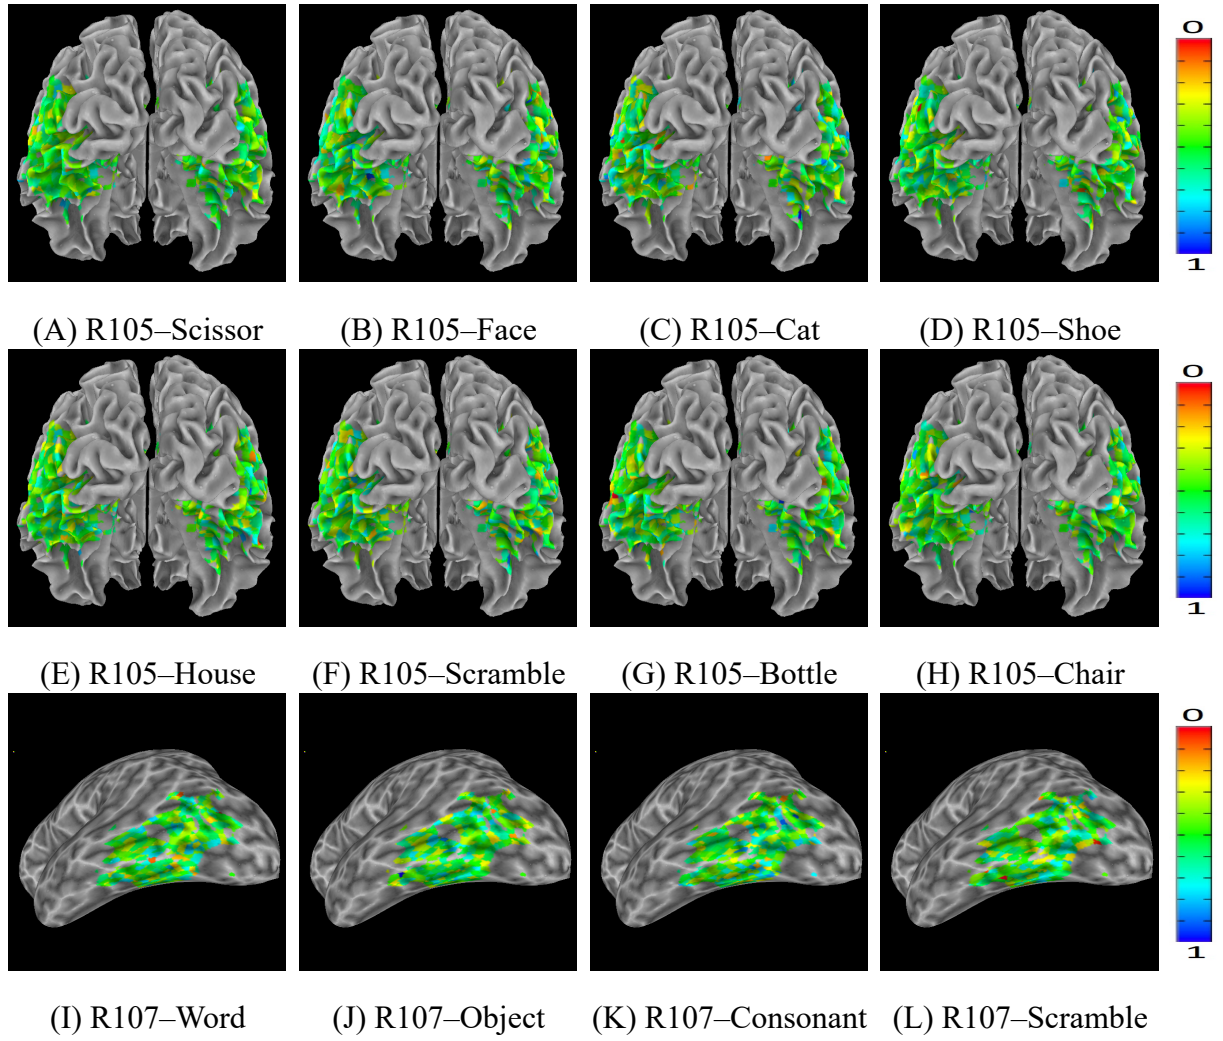 0
1
(A) R105–Scissor (B) R105–Face (C) R105–Cat (D) R105–Shoe
0
1
(E) R105–House (F) R105–Scramble (G) R105–Bottle (H) R105–Chair
0
1
(I) R107–Word (J) R107–Object (K) R107–Consonant (L) R107–Scramble